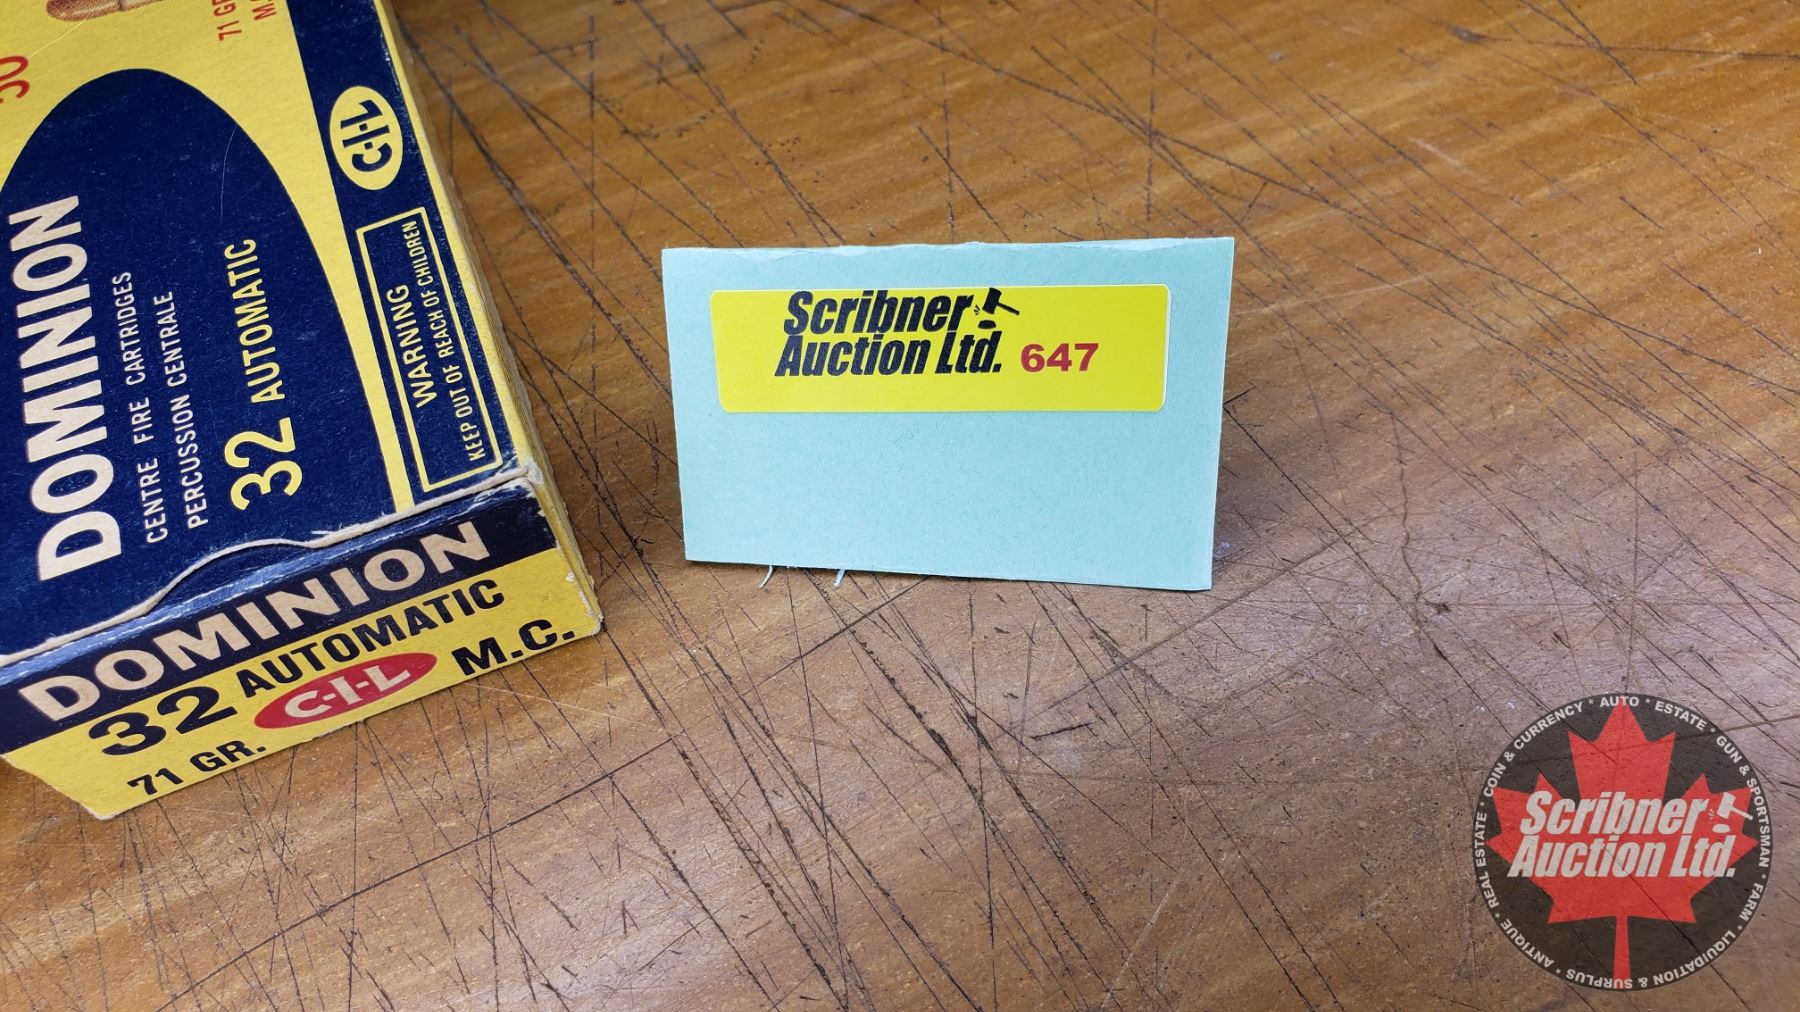 71 GR.
DOMINION
CENTRE FIRE CARTRIDGES
PERCUSSION CENTRALE
32 AUTOMATIC
C-I-L
WARNING
KEEP OUT OF REACH OF CHILDREN
DOMINION
32 AUTOMATIC
71 GR. C-I-L M.C.
Scribner
Auction Ltd. 647
Scribner
Auction Ltd.
* AUTO * ESTATE * GUN & SPORTSMAN * FARM * LIQUIDATION & SURPLUS * ANTIQUE * REAL ESTATE * COIN & CURRENCY